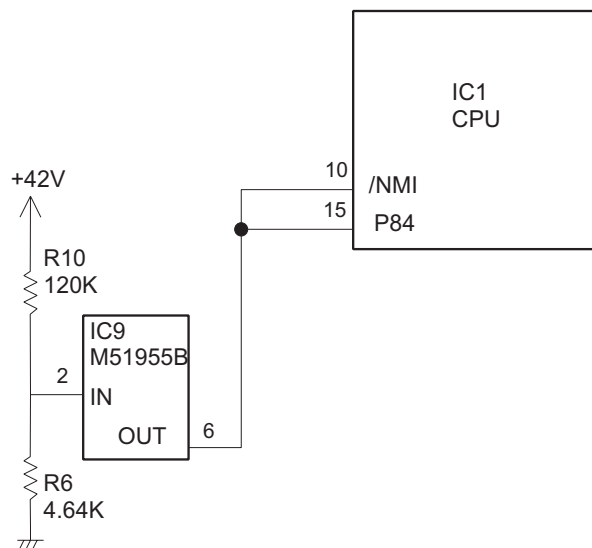 IC1
CPU
10
/NMI
15
P84
+42V
R10
120K
IC9
M51955B
2
IN
OUT
6
R6
4.64K